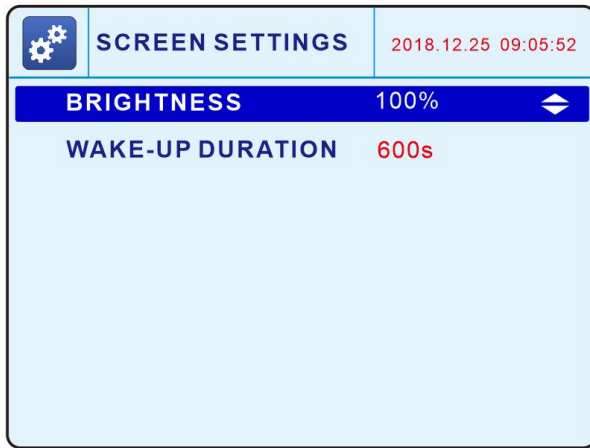 SCREEN SETTINGS 2018.12.25 09:05:52
BRIGHTNESS 100%
WAKE-UP DURATION 600s